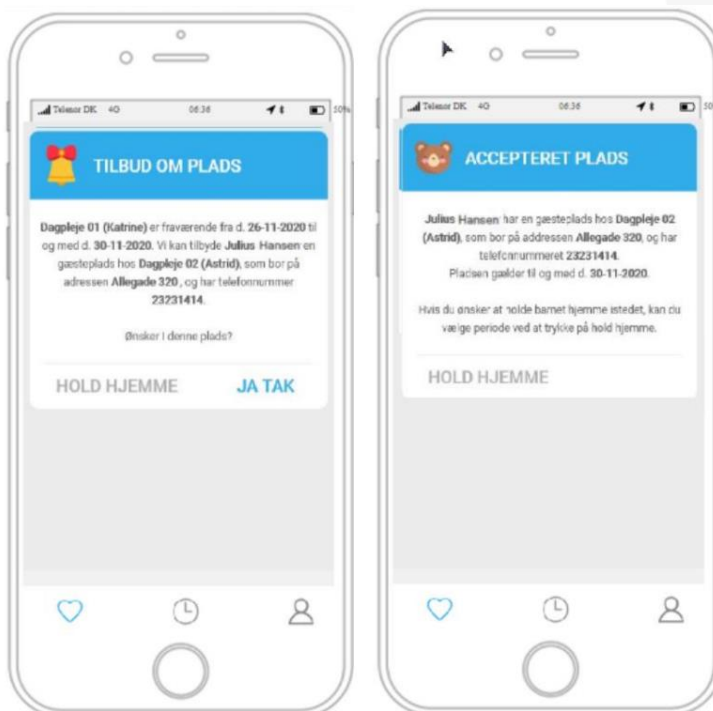 Telenor DK 4G 06:36 50%
TILBUD OM PLADS
Dagpleje 01 (Katrine) er fraværende fra d. 26-11-2020 til
og med d. 30-11-2020. Vi kan tilbyde Julius Hansen en
gæsteplads hos Dagpleje 02 (Astrid), som bor på
adressen Allegade 320 , og har telefonnummer
23231414.
Ønsker I denne plads?
HOLD HJEMME JA TAK
Telenor DK 4G 06:36 50
ACCEPTERET PLADS
Julius Hansen har en gæsteplads hos Dagpleje 02
(Astrid), som bor på addressen Allegade 320, og har
telefonnummeret 23231414.
Pladsen gælder til og med d. 30-11-2020.
Hvis du ønsker at holde barnet hjemme istedet, kan du
vælge periode ved at trykke på hold hjemme.
HOLD HJEMME